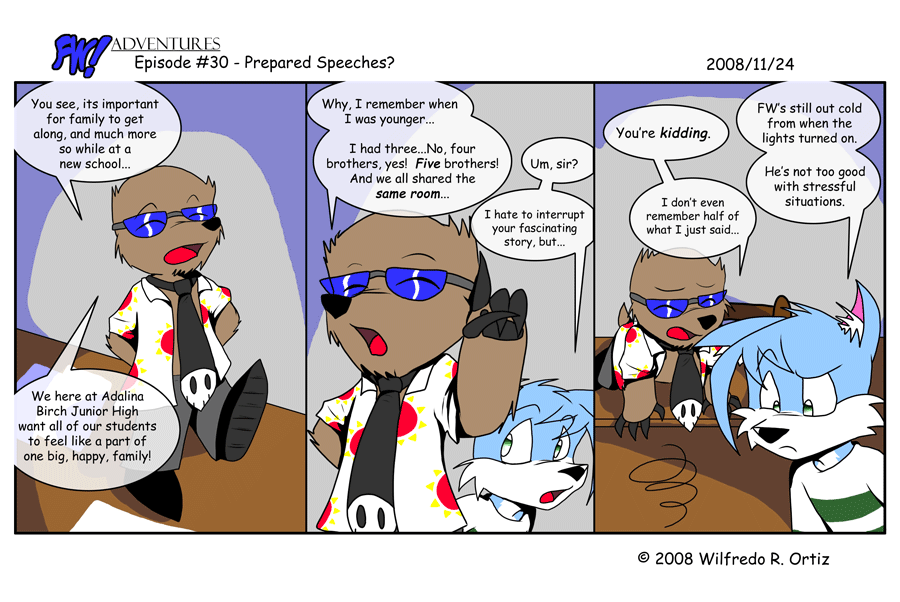 FW! ADVENTURES
Episode #30 - Prepared Speeches?
2008/11/24
You see, its important
for family to get
along, and much more
so while at a
new school...
We here at Adalina
Birch Junior High
want all of our students
to feel like a part of
one big, happy, family!
Why, I remember when
I was younger...
I had three...No, four
brothers, yes! Five brothers!
And we all shared the
same room...
Um, sir?
I hate to interrupt
your fascinating
story, but...
You're kidding.
I don't even
remember half of
what I just said...
FW's still out cold
from when the
lights turned on.
He's not too good
with stressful
situations.
© 2008 Wilfredo R. Ortiz